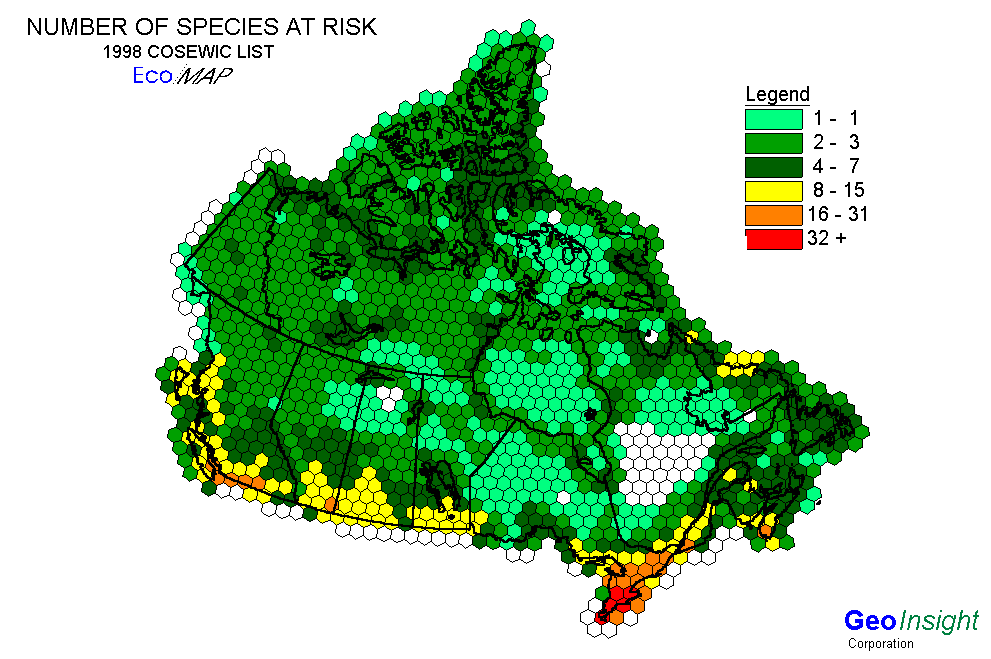 NUMBER OF SPECIES AT RISK
1998 COSEWIC LIST
Eco MAP
Legend
1 - 1
2 - 3
4 - 7
8 - 15
16 - 31
32 +
GeoInsight
Corporation